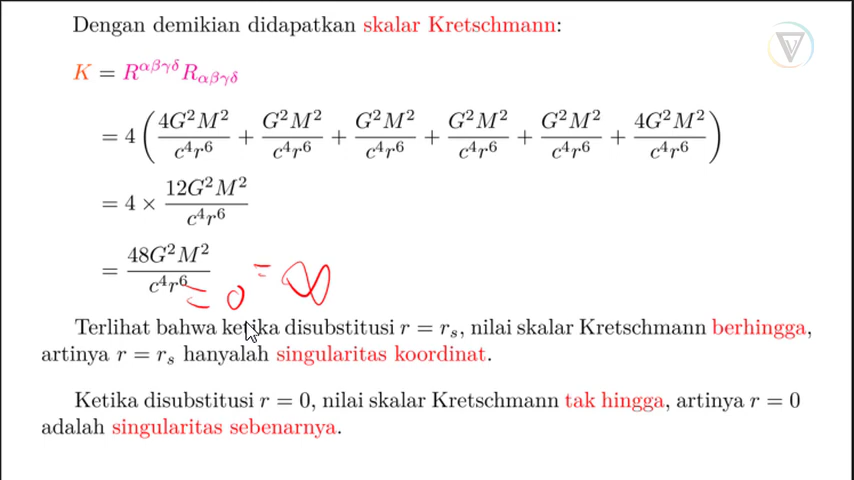 Dengan demikian didapatkan skalar Kretschmann:
K = R^{αβγδ} R_{αβγδ}
= 4 ( 4G²M²/c⁴r⁶ + G²M²/c⁴r⁶ + G²M²/c⁴r⁶ + G²M²/c⁴r⁶ + G²M²/c⁴r⁶ + 4G²M²/c⁴r⁶ )
= 4 × 12G²M²/c⁴r⁶
= 48G²M²/c⁴r⁶ = 0 = ∞
Terlihat bahwa ketika disubstitusi r = r_s, nilai skalar Kretschmann berhingga,
artinya r = r_s hanyalah singularitas koordinat.
Ketika disubstitusi r = 0, nilai skalar Kretschmann tak hingga, artinya r = 0
adalah singularitas sebenarnya.